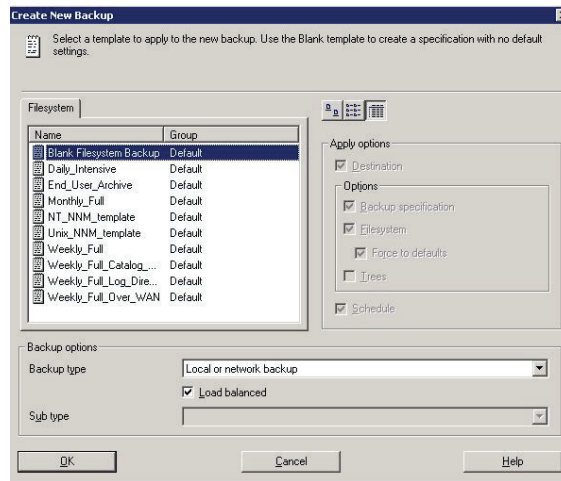 Create New Backup
Select a template to apply to the new backup. Use the Blank template to create a specification with no default
settings.
Filesystem
Name Group
Blank Filesystem Backup Default
Daily_Intensive Default
End_User_Archive Default
Monthly_Full Default
NT_NNM_template Default
Unix_NNM_template Default
Weekly_Full Default
Weekly_Full_Catalog_... Default
Weekly_Full_Log_Dire... Default
Weekly_Full_Over_WAN Default
Apply options
Destination
Options
Backup specification
Filesystem
Force to defaults
Trees
Schedule
Backup options
Backup type Local or network backup
Load balanced
Sub type
OK Cancel Help